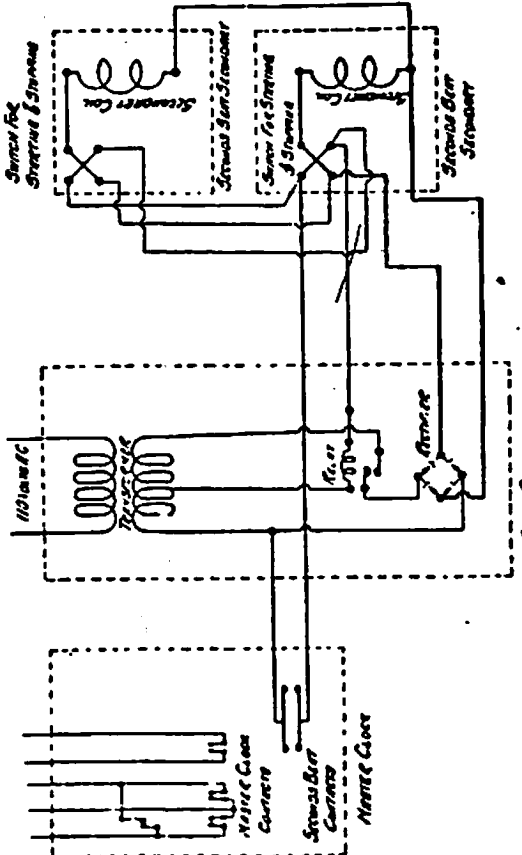 SWITCH FOR
STARTING & STOPPING
SECONDARY COIL
SECONDS BEAT SECONDARY
SWITCH FOR STARTING
& STOPPING
SECONDARY COIL
SECONDS BEAT
SECONDARY
110 VOLTS AC
TRANSFORMER
RELAY
RECTIFIER
MASTER CLOCK
CONTACTS
SECONDS BEAT
CONTACTS
MASTER CLOCK